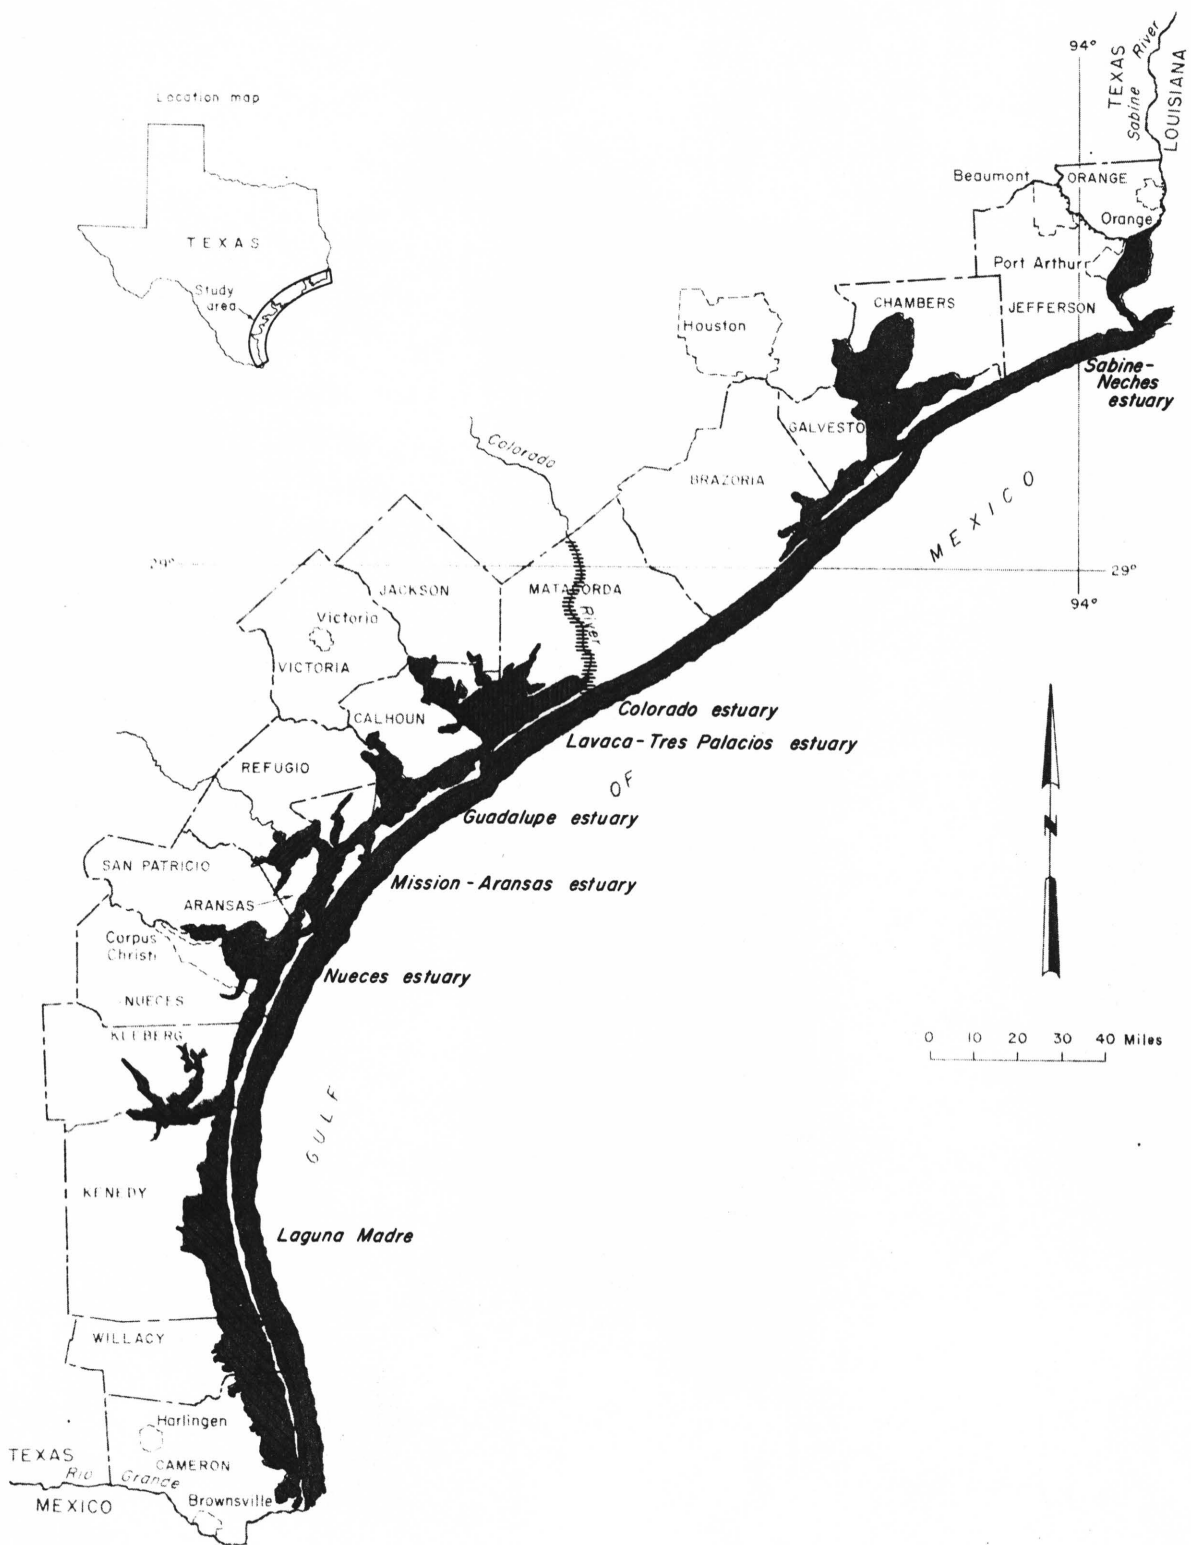 94°
TEXAS
Sabine River
LOUISIANA
Location map
TEXAS
Study
area
Beaumont
ORANGE
Orange
Port Arthur
JEFFERSON
CHAMBERS
Houston
Sabine-
Neches
estuary
GALVESTO
BRAZORIA
Colorado
River
MEXICO
29°
29°
94°
JACKSON
MATAGORDA
Victoria
VICTORIA
CALHOUN
Colorado estuary
Lavaca-Tres Palacios estuary
REFUGIO
OF
Guadalupe estuary
N
SAN PATRICIO
ARANSAS
Mission-Aransas estuary
Corpus
Christi
Nueces estuary
NUECES
KLEBERG
0 10 20 30 40 Miles
GULF
KENEDY
Laguna Madre
WILLACY
Harlingen
CAMERON
TEXAS
Rio Grance
MEXICO
Brownsville